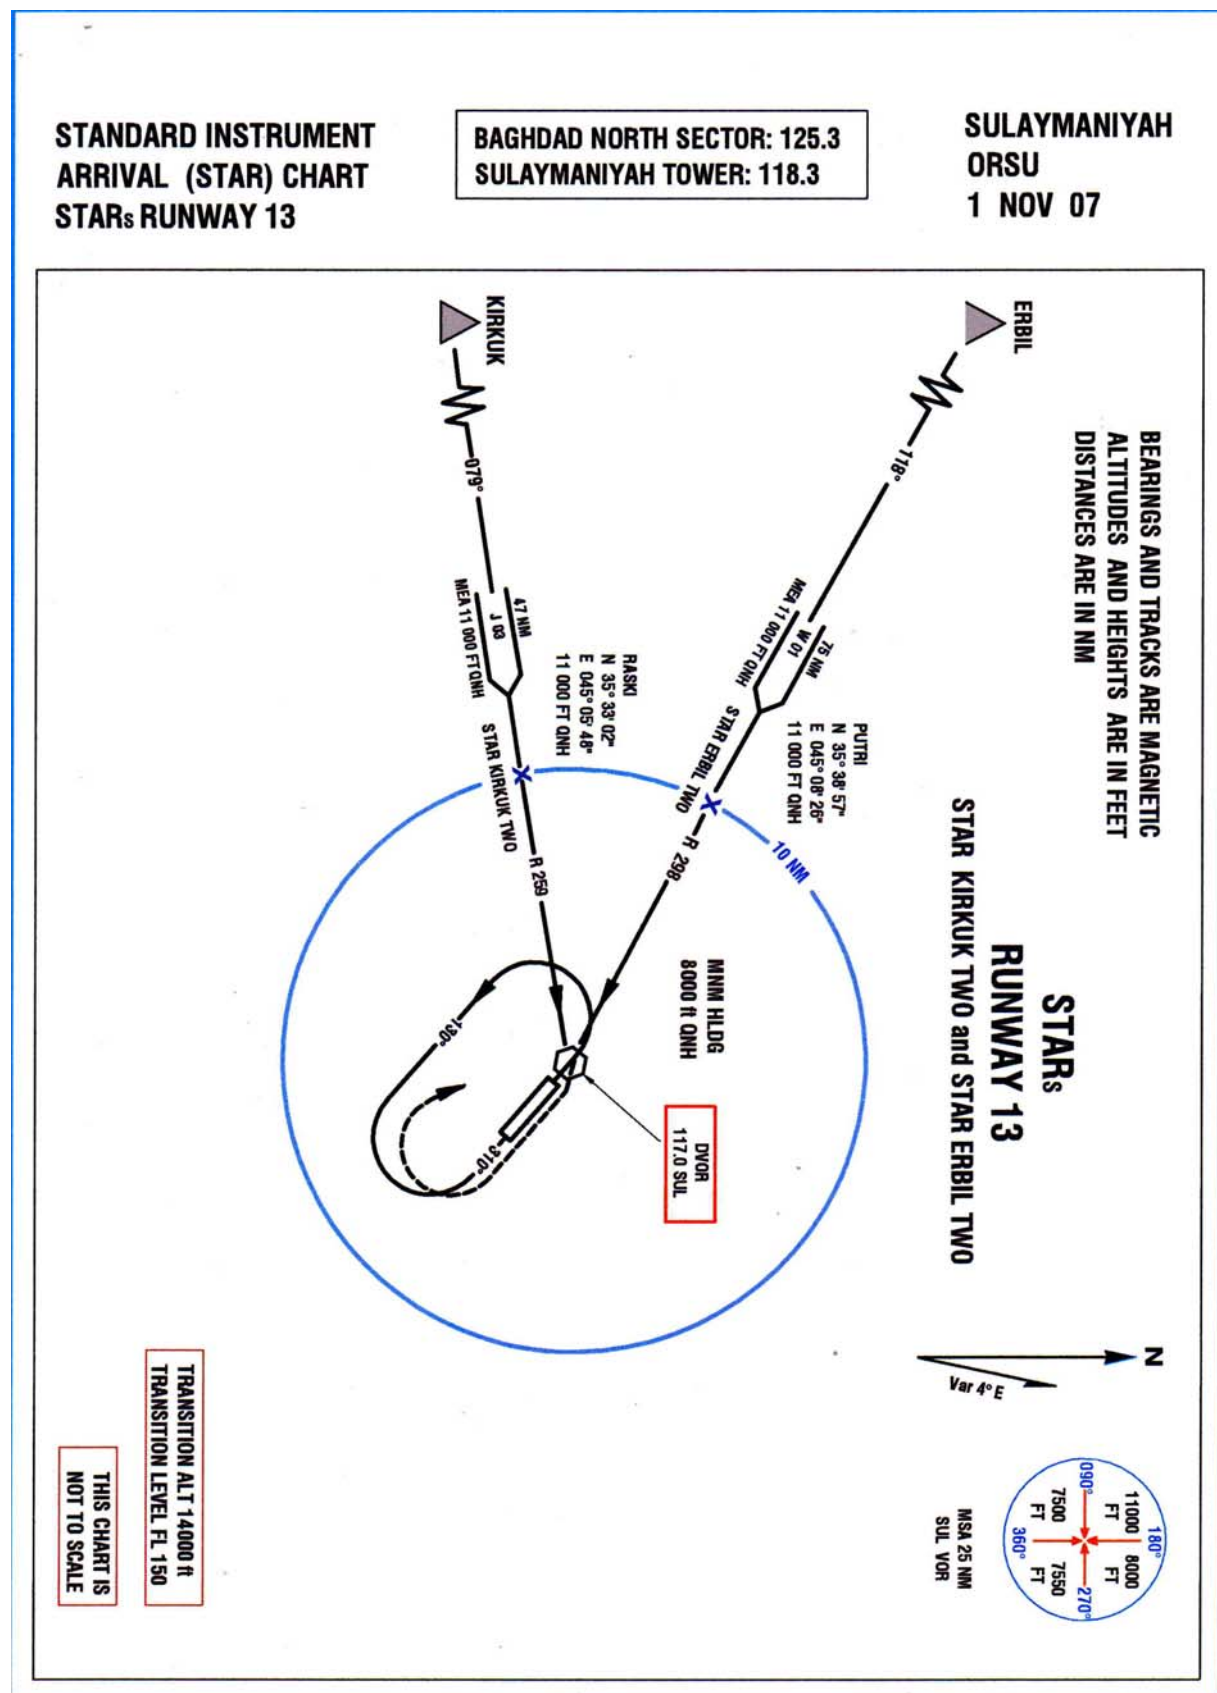 STANDARD INSTRUMENT
ARRIVAL (STAR) CHART
STARs RUNWAY 13
BAGHDAD NORTH SECTOR: 125.3
SULAYMANIYAH TOWER: 118.3
SULAYMANIYAH
ORSU
1 NOV 07
BEARINGS AND TRACKS ARE MAGNETIC
ALTITUDES AND HEIGHTS ARE IN FEET
DISTANCES ARE IN NM
STARs
RUNWAY 13
STAR KIRKUK TWO and STAR ERBIL TWO
N
Var 4° E
180°
11000
FT
8000
FT
090°
270°
7500
FT
7550
FT
360°
MSA 25 NM
SUL VOR
ERBIL
118°
75 NM
W 01
MEA 11 000 FT QNH
PUTRI
N 35° 38' 57"
E 045° 08' 26"
11 000 FT QNH
STAR ERBIL TWO
10 NM
R 298
MNM HLDG
8000 ft QNH
DVOR
117.0 SUL
KIRKUK
079°
47 NM
J 03
MEA 11 000 FT QNH
RASKI
N 35° 33' 02"
E 045° 05' 48"
11 000 FT QNH
STAR KIRKUK TWO
R 259
130°
310°
TRANSITION ALT 14000 ft
TRANSITION LEVEL FL 150
THIS CHART IS
NOT TO SCALE